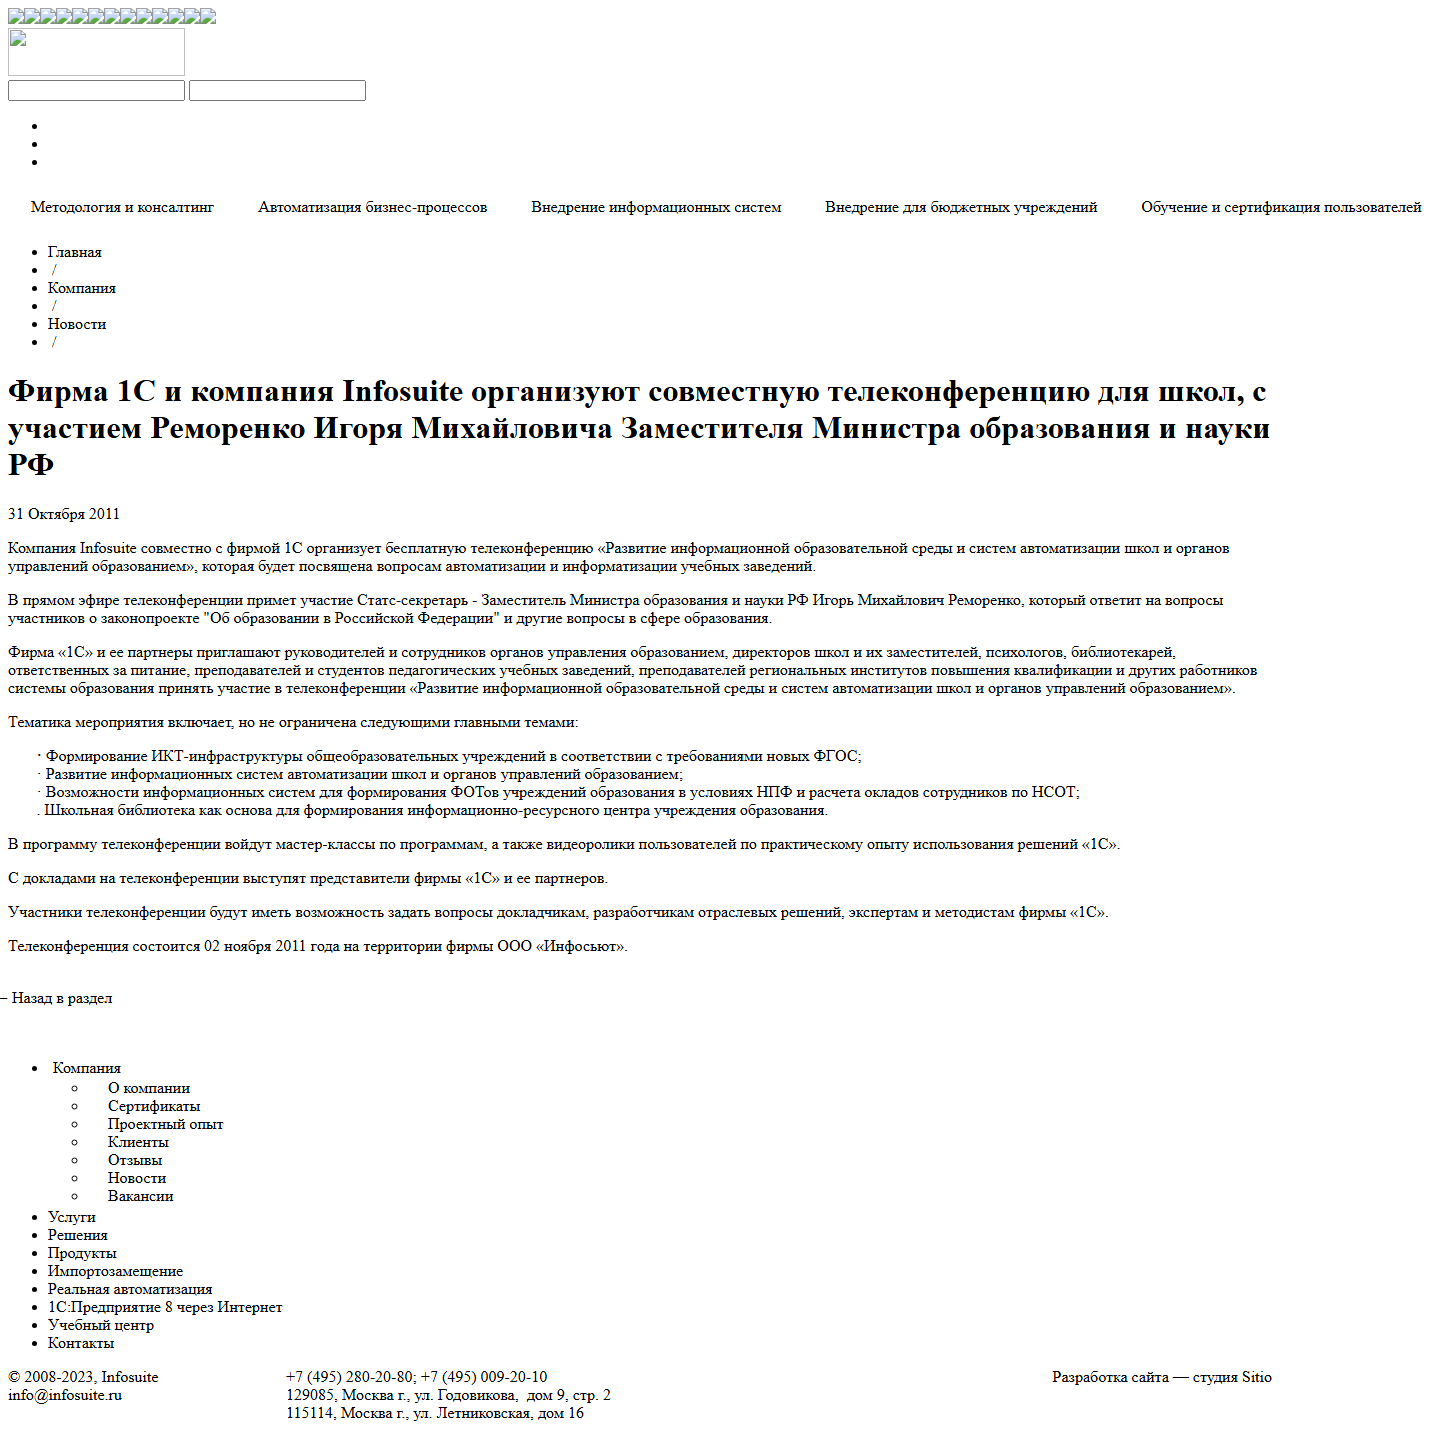 Методология и консалтинг Автоматизация бизнес-процессов Внедрение информационных систем Внедрение для бюджетных учреждений Обучение и сертификация пользователей
Главная
/
Компания
/
Новости
/
Фирма 1С и компания Infosuite организуют совместную телеконференцию для школ, с
участием Реморенко Игоря Михайловича Заместителя Министра образования и науки
РФ
31 Октября 2011
Компания Infosuite совместно с фирмой 1С организует бесплатную телеконференцию «Развитие информационной образовательной среды и систем автоматизации школ и органов
управлений образованием», которая будет посвящена вопросам автоматизации и информатизации учебных заведений.
В прямом эфире телеконференции примет участие Статс-секретарь - Заместитель Министра образования и науки РФ Игорь Михайлович Реморенко, который ответит на вопросы
участников о законопроекте "Об образовании в Российской Федерации" и другие вопросы в сфере образования.
Фирма «1С» и ее партнеры приглашают руководителей и сотрудников органов управления образованием, директоров школ и их заместителей, психологов, библиотекарей,
ответственных за питание, преподавателей и студентов педагогических учебных заведений, преподавателей региональных институтов повышения квалификации и других работников
системы образования принять участие в телеконференции «Развитие информационной образовательной среды и систем автоматизации школ и органов управлений образованием».
Тематика мероприятия включает, но не ограничена следующими главными темами:
· Формирование ИКТ-инфраструктуры общеобразовательных учреждений в соответствии с требованиями новых ФГОС;
· Развитие информационных систем автоматизации школ и органов управлений образованием;
· Возможности информационных систем для формирования ФОТов учреждений образования в условиях НПФ и расчета окладов сотрудников по НСОТ;
. Школьная библиотека как основа для формирования информационно-ресурсного центра учреждения образования.
В программу телеконференции войдут мастер-классы по программам, а также видеоролики пользователей по практическому опыту использования решений «1С».
С докладами на телеконференции выступят представители фирмы «1С» и ее партнеров.
Участники телеконференции будут иметь возможность задать вопросы докладчикам, разработчикам отраслевых решений, экспертам и методистам фирмы «1С».
Телеконференция состоится 02 ноября 2011 года на территории фирмы ООО «Инфосьют».
– Назад в раздел
Компания
О компании
Сертификаты
Проектный опыт
Клиенты
Отзывы
Новости
Вакансии
Услуги
Решения
Продукты
Импортозамещение
Реальная автоматизация
1С:Предприятие 8 через Интернет
Учебный центр
Контакты
© 2008-2023, Infosuite +7 (495) 280-20-80; +7 (495) 009-20-10 Разработка сайта — студия Sitio
info@infosuite.ru 129085, Москва г., ул. Годовикова, дом 9, стр. 2
115114, Москва г., ул. Летниковская, дом 16